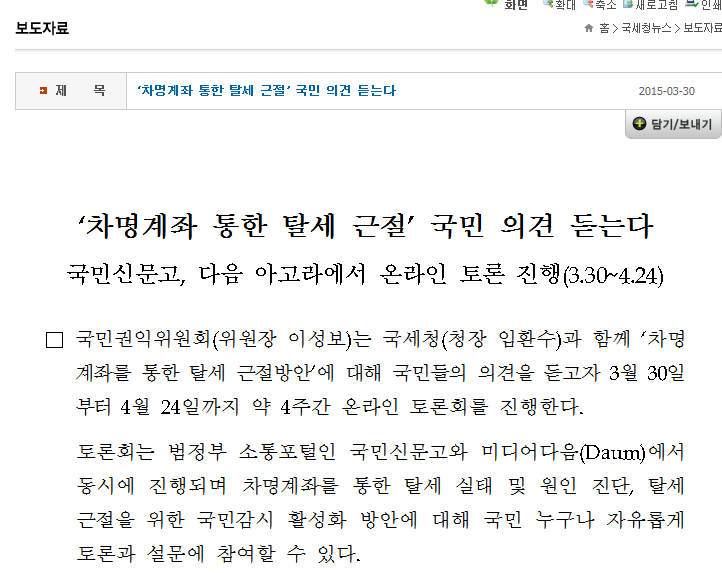 화면 확대 축소 새로고침 인쇄
보도자료
홈 > 국세청뉴스 > 보도자료
제 목 ‘차명계좌 통한 탈세 근절’ 국민 의견 듣는다 2015-03-30
담기/보내기
‘차명계좌 통한 탈세 근절’ 국민 의견 듣는다
국민신문고, 다음 아고라에서 온라인 토론 진행(3.30~4.24)
□ 국민권익위원회(위원장 이성보)는 국세청(청장 임환수)과 함께 ‘차명
계좌를 통한 탈세 근절방안’에 대해 국민들의 의견을 듣고자 3월 30일
부터 4월 24일까지 약 4주간 온라인 토론회를 진행한다.
토론회는 범정부 소통포털인 국민신문고와 미디어다음(Daum)에서
동시에 진행되며 차명계좌를 통한 탈세 실태 및 원인 진단, 탈세
근절을 위한 국민감시 활성화 방안에 대해 국민 누구나 자유롭게
토론과 설문에 참여할 수 있다.